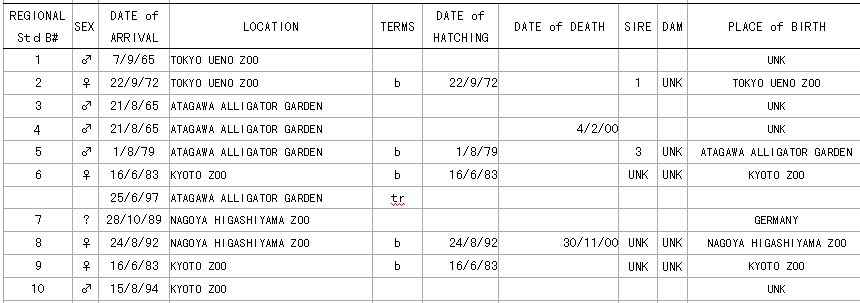 REGIONAL Std B# SEX DATE of ARRIVAL LOCATION TERMS DATE of HATCHING DATE of DEATH SIRE DAM PLACE of BIRTH
1 ♂ 7/9/65 TOKYO UENO ZOO UNK
2 ♀ 22/9/72 TOKYO UENO ZOO b 22/9/72 1 UNK TOKYO UENO ZOO
3 ♂ 21/8/65 ATAGAWA ALLIGATOR GARDEN UNK
4 ♂ 21/8/65 ATAGAWA ALLIGATOR GARDEN 4/2/00 UNK
5 ♂ 1/8/79 ATAGAWA ALLIGATOR GARDEN b 1/8/79 3 UNK ATAGAWA ALLIGATOR GARDEN
6 ♀ 16/6/83 KYOTO ZOO b 16/6/83 UNK UNK KYOTO ZOO
25/6/97 ATAGAWA ALLIGATOR GARDEN tr
7 ? 28/10/89 NAGOYA HIGASHIYAMA ZOO GERMANY
8 ♀ 24/8/92 NAGOYA HIGASHIYAMA ZOO b 24/8/92 30/11/00 UNK UNK NAGOYA HIGASHIYAMA ZOO
9 ♀ 16/6/83 KYOTO ZOO b 16/6/83 UNK UNK KYOTO ZOO
10 ♂ 15/8/94 KYOTO ZOO UNK